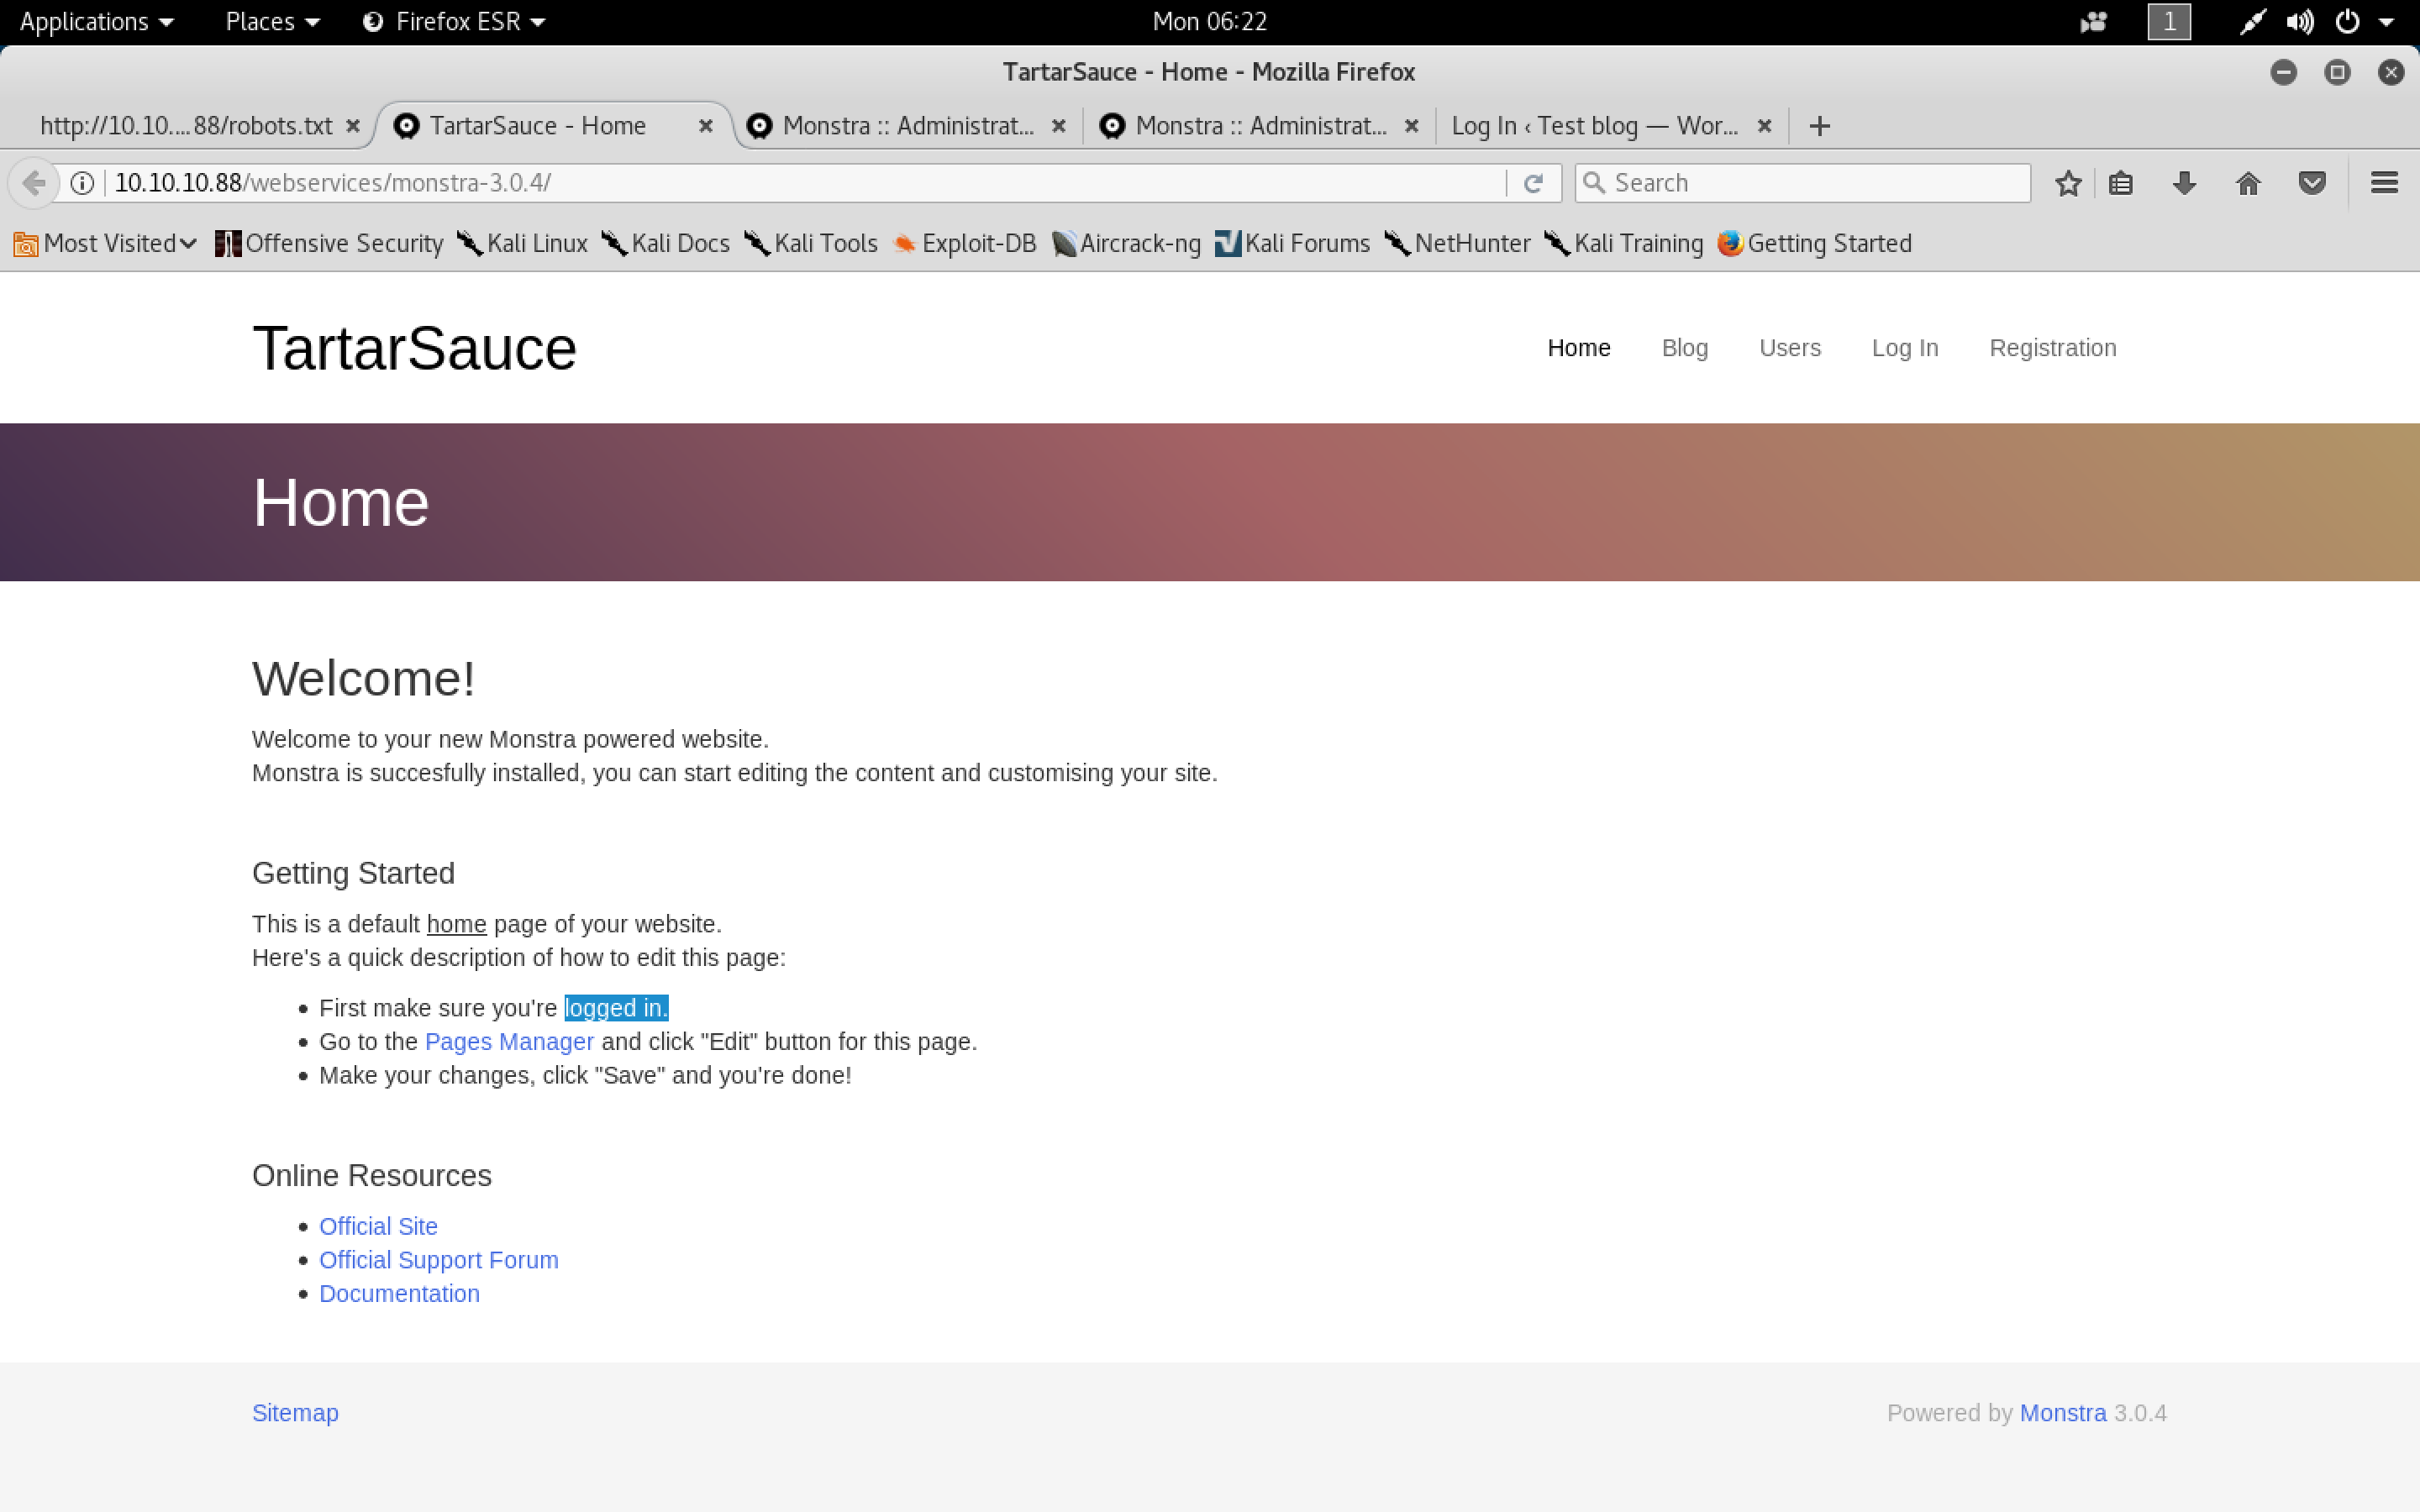 Applications Places Firefox ESR Mon 06:22 1
TartarSauce - Home - Mozilla Firefox
http://10.10....88/robots.txt TartarSauce - Home Monstra :: Administrat... Monstra :: Administrat... Log In ‹ Test blog — Wor...
10.10.10.88/webservices/monstra-3.0.4/ Search
Most Visited Offensive Security Kali Linux Kali Docs Kali Tools Exploit-DB Aircrack-ng Kali Forums NetHunter Kali Training Getting Started
TartarSauce Home Blog Users Log In Registration
Home
Welcome!
Welcome to your new Monstra powered website.
Monstra is succesfully installed, you can start editing the content and customising your site.
Getting Started
This is a default home page of your website.
Here's a quick description of how to edit this page:
First make sure you're logged in.
Go to the Pages Manager and click "Edit" button for this page.
Make your changes, click "Save" and you're done!
Online Resources
Official Site
Official Support Forum
Documentation
Sitemap Powered by Monstra 3.0.4